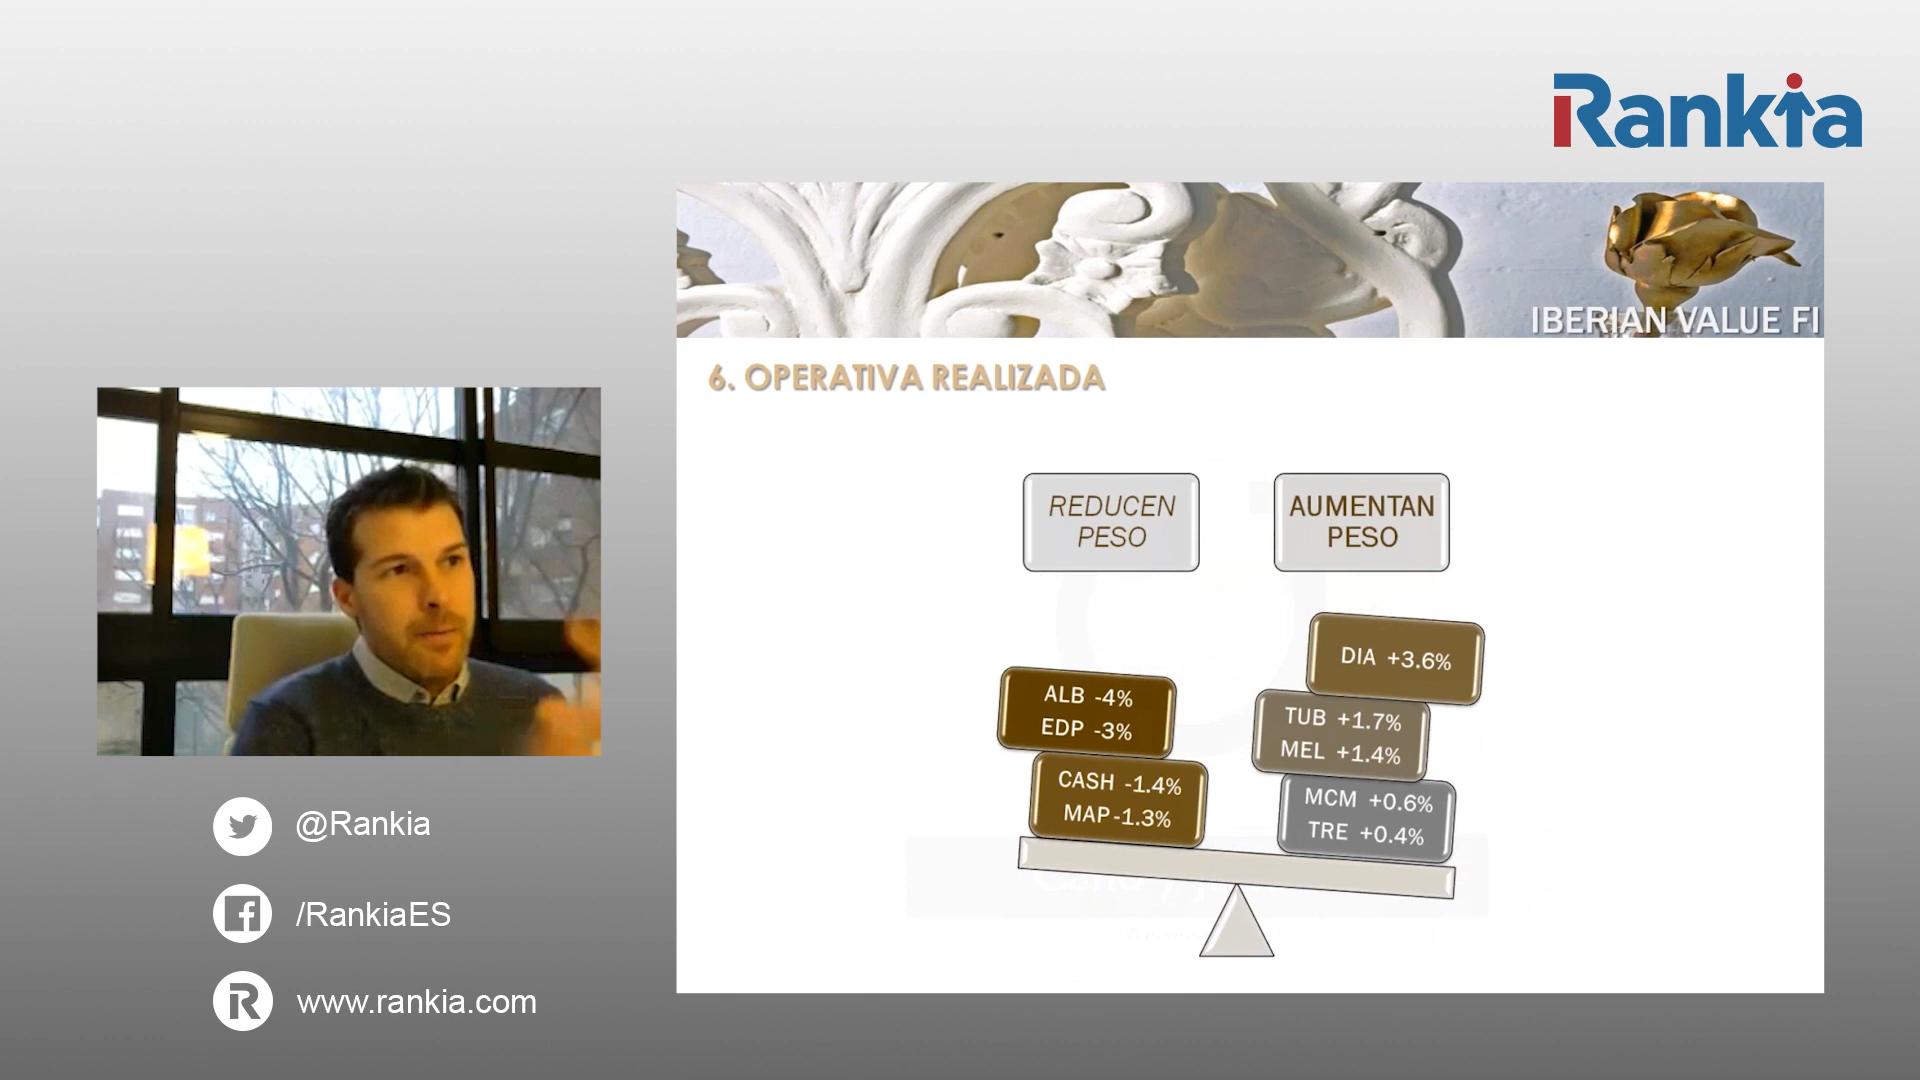 Rankia
IBERIAN VALUE FI
6. OPERATIVA REALIZADA
REDUCEN
PESO
AUMENTAN
PESO
ALB -4%
EDP -3%
CASH -1.4%
MAP -1.3%
DIA +3.6%
TUB +1.7%
MEL +1.4%
MCM +0.6%
TRE +0.4%
@Rankia
/RankiaES
www.rankia.com